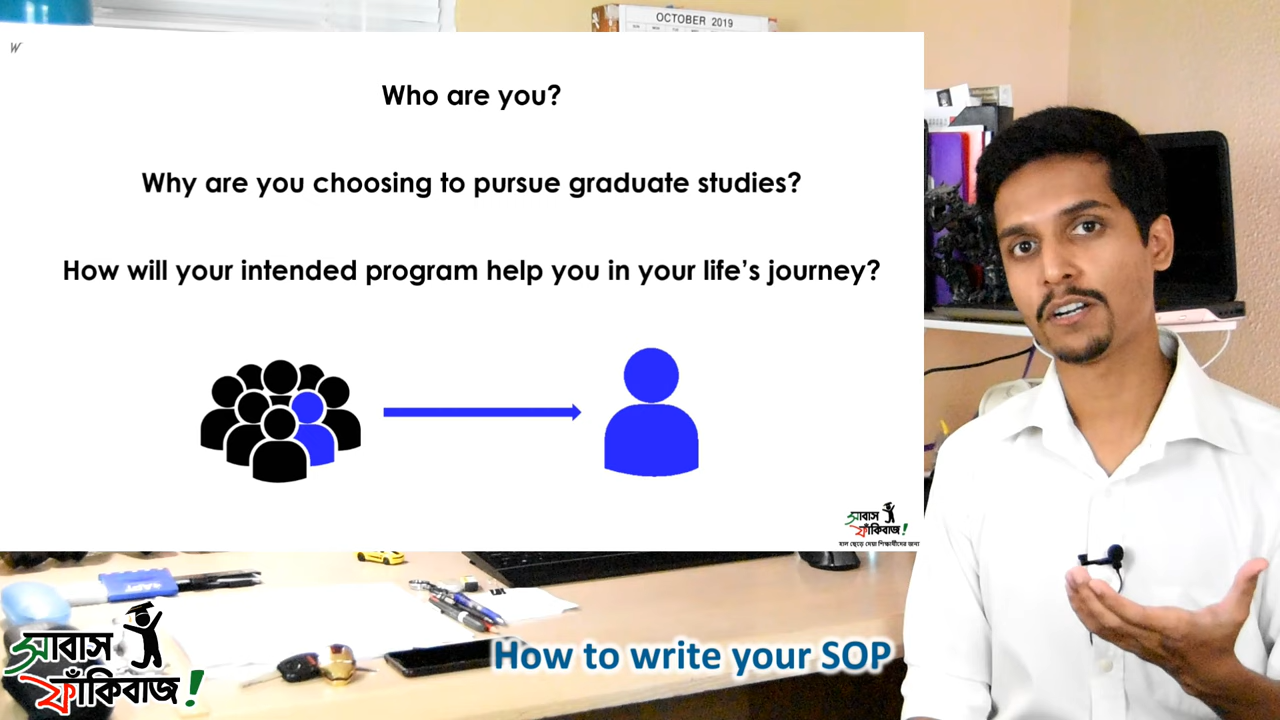 OCTOBER 2019
W
Who are you?
Why are you choosing to pursue graduate studies?
How will your intended program help you in your life's journey?
সাবাস
ফাঁকিবাজ!
হাল ছেড়ে দেয়া শিক্ষার্থীদের জন্য
সাবাস
ফাঁকিবাজ!
How to write your SOP